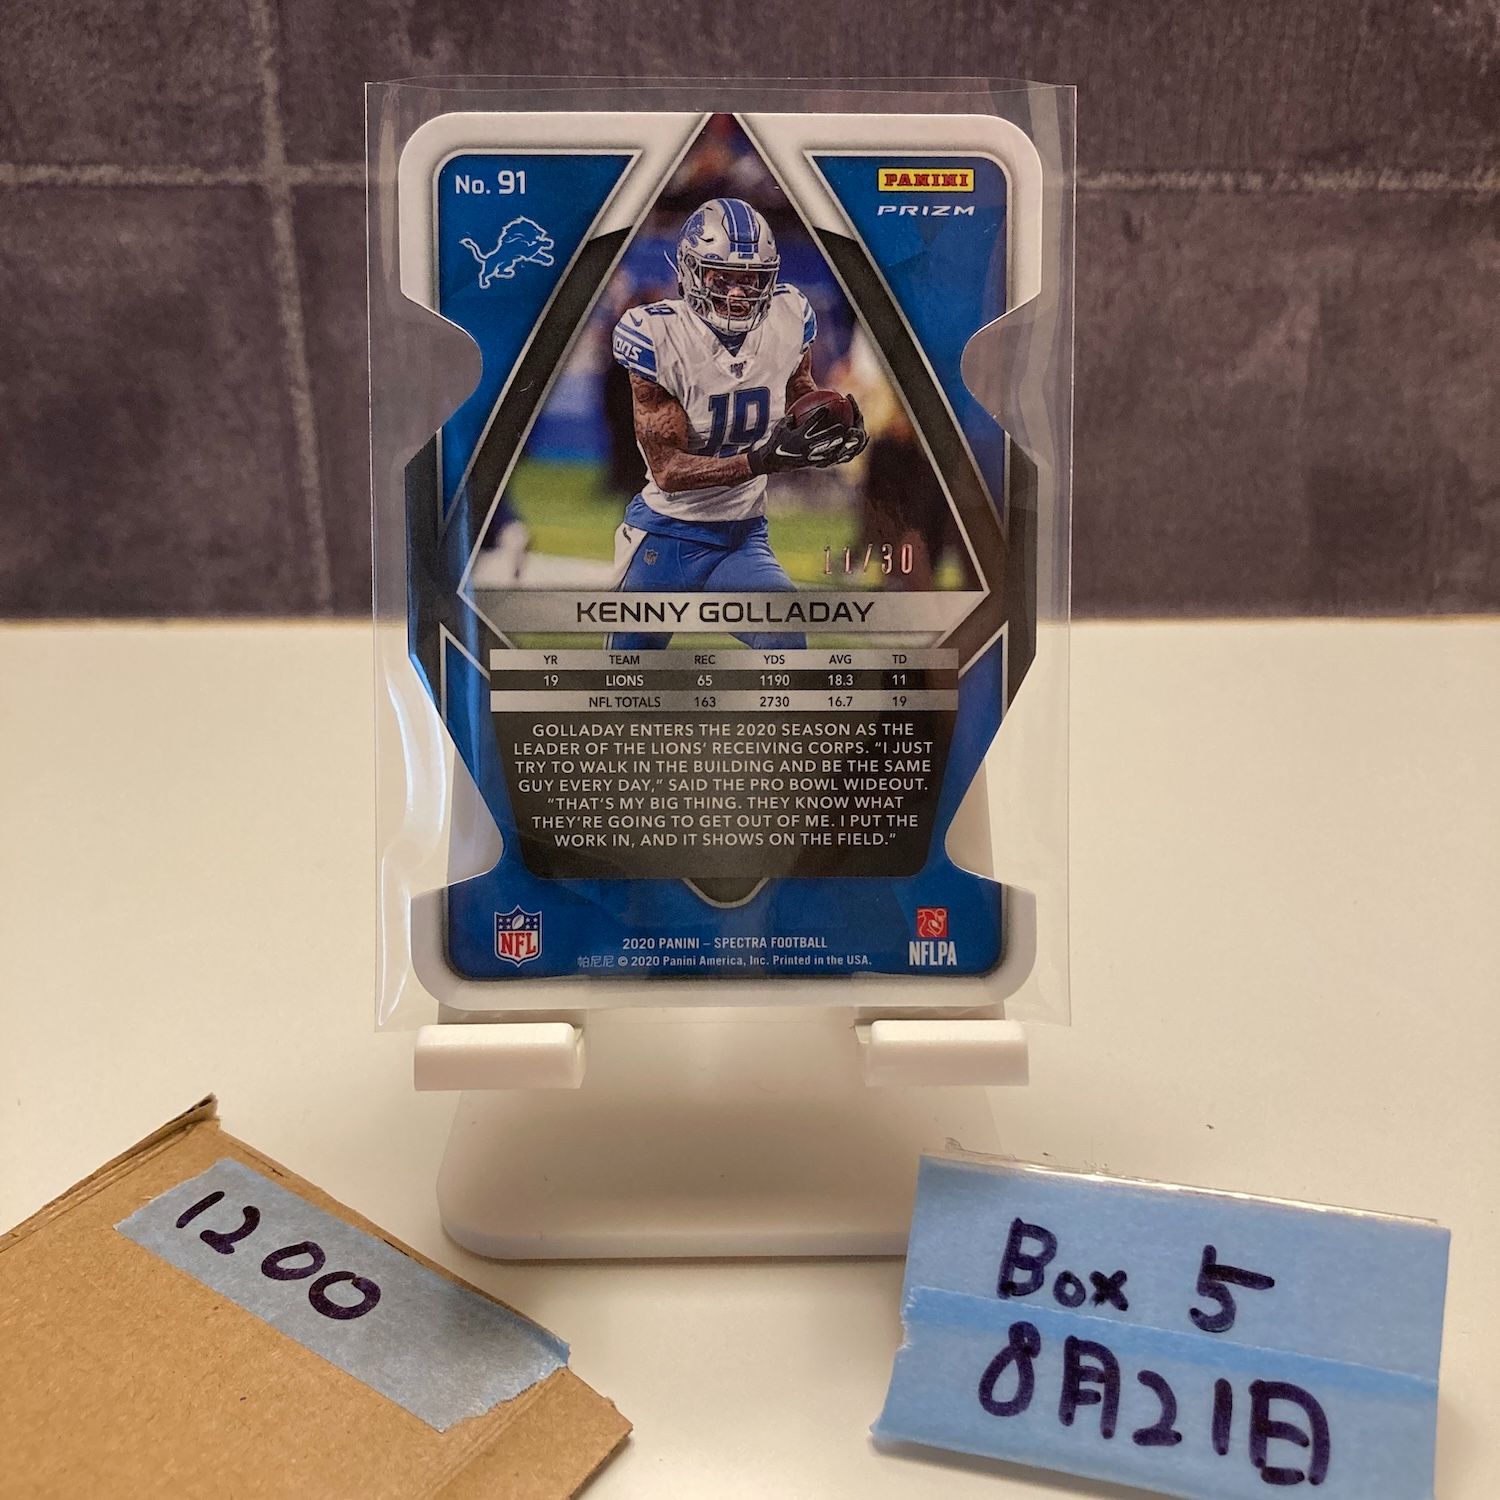 No. 91
PANINI
PRIZM
19
IONS
19
11/30
KENNY GOLLADAY
YR TEAM REC YDS AVG TD
19 LIONS 65 1190 18.3 11
NFL TOTALS 163 2730 16.7 19
GOLLADAY ENTERS THE 2020 SEASON AS THE
LEADER OF THE LIONS' RECEIVING CORPS. "I JUST
TRY TO WALK IN THE BUILDING AND BE THE SAME
GUY EVERY DAY," SAID THE PRO BOWL WIDEOUT.
"THAT'S MY BIG THING. THEY KNOW WHAT
THEY'RE GOING TO GET OUT OF ME. I PUT THE
WORK IN, AND IT SHOWS ON THE FIELD."
NFL
2020 PANINI – SPECTRA FOOTBALL
帕尼尼 © 2020 Panini America, Inc. Printed in the USA.
NFLPA
1200
Box 5
8月21日